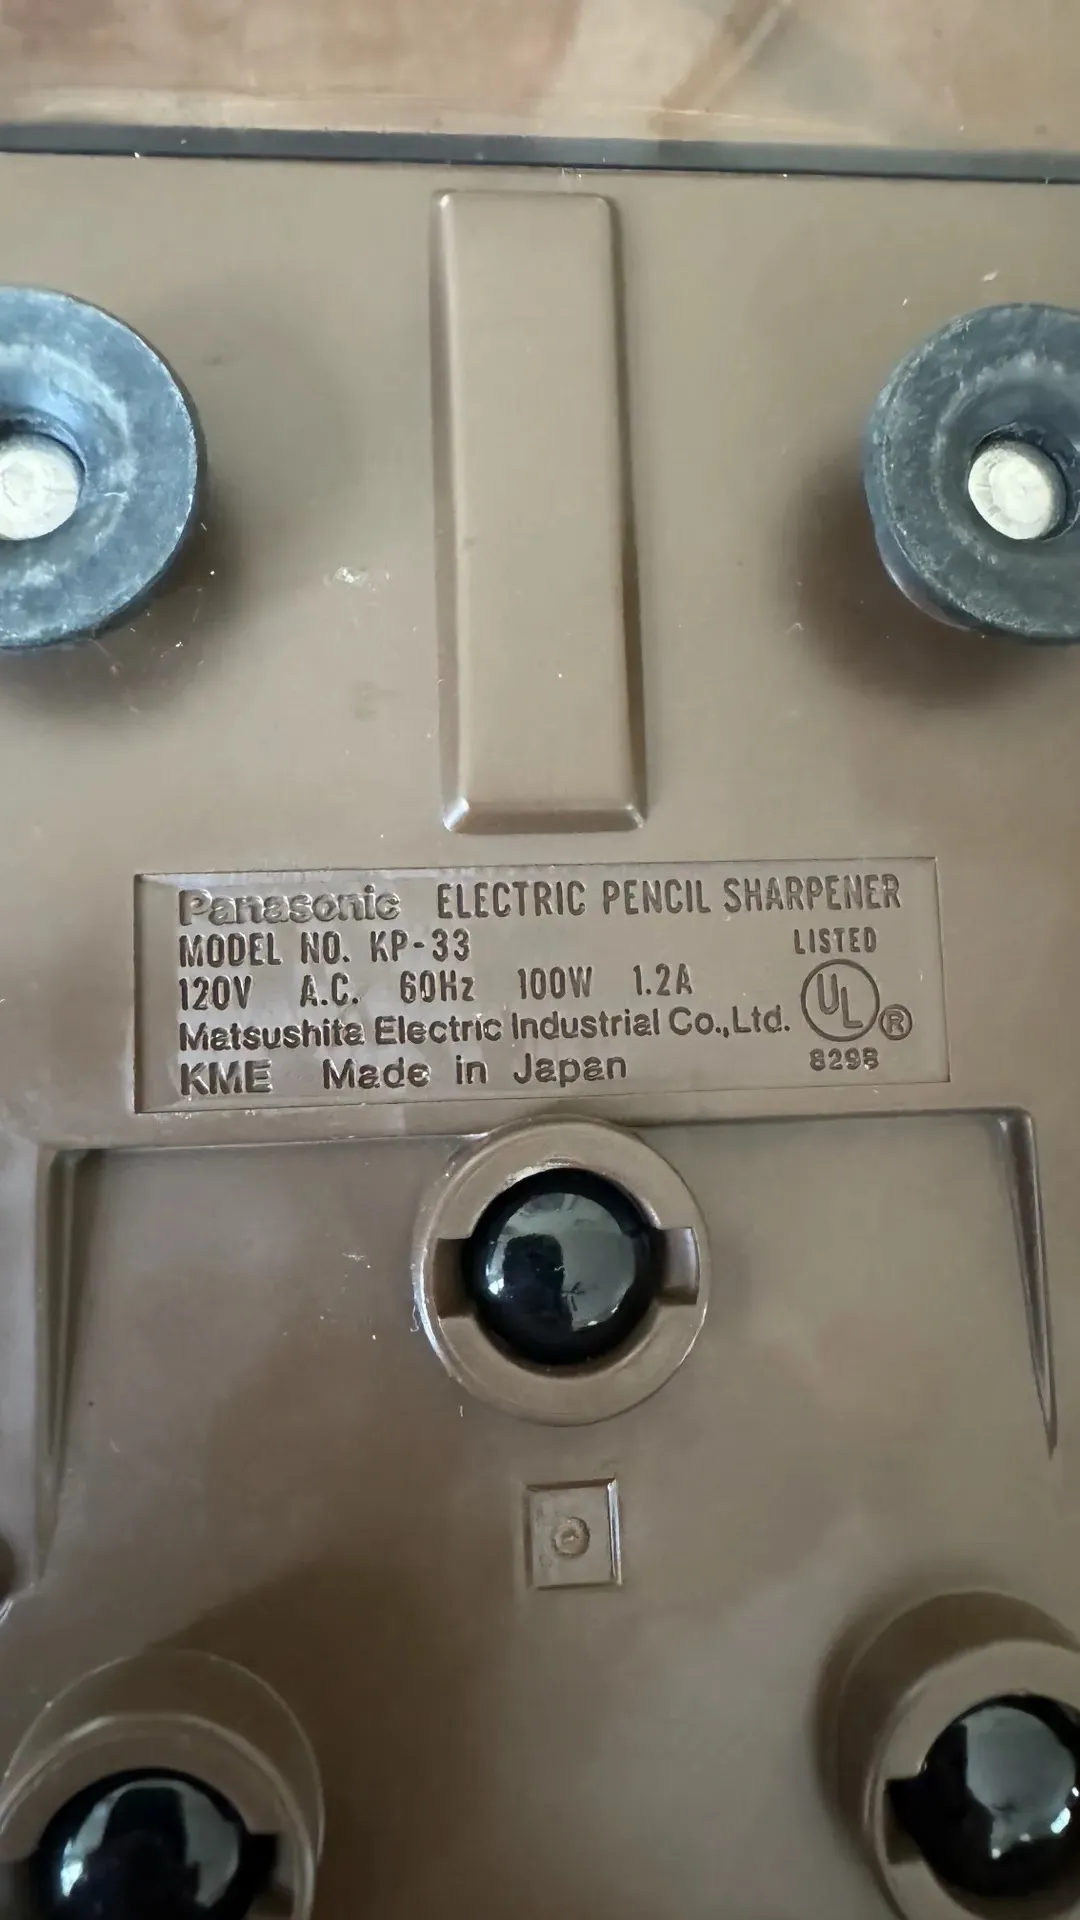 Panasonic ELECTRIC PENCIL SHARPENER
MODEL NO. KP-33
LISTED
120V A.C. 60Hz 100W 1.2A
UL ®
Matsushita Electric Industrial Co.,Ltd.
KME Made in Japan